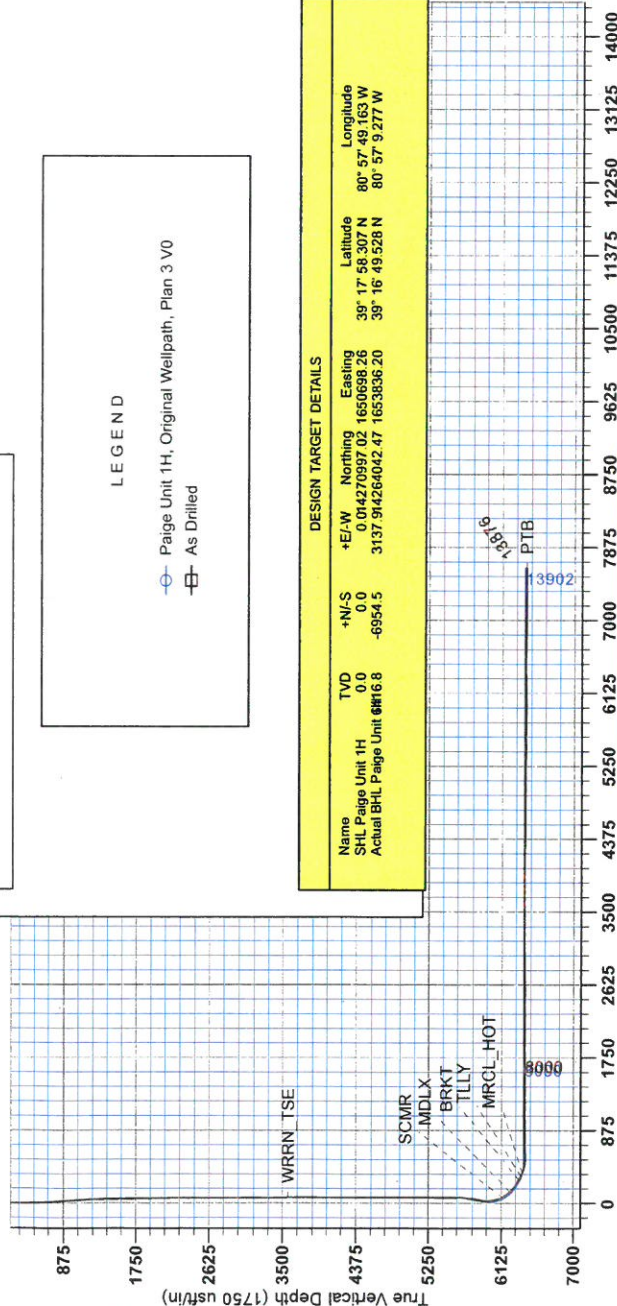 LEGEND
Paige Unit 1H, Original Wellpath, Plan 3 V0
As Drilled
DESIGN TARGET DETAILS
Name TVD +N/-S +E/-W Northing Easting Latitude Longitude
SHL Paige Unit 1H 0.0 0.0 0.0 14270997.02 1650698.26 39° 17' 58.307 N 80° 57' 49.163 W
Actual BHL Paige Unit -6954.5 3137.9 14264042.47 1653836.20 39° 16' 49.528 N 80° 57' 9.277 W
True Vertical Depth (1750 usft/in)
875
1750
2625
3500
4375
5250
6125
7000
WRRN_TSE
SCMR
MDLX
BRKT
TLLY
MRCL_HOT
8000
13876
PTB
13902
0 875 1750 2625 3500 4375 5250 6125 7000 7875 8750 9625 10500 11375 12250 13125 14000